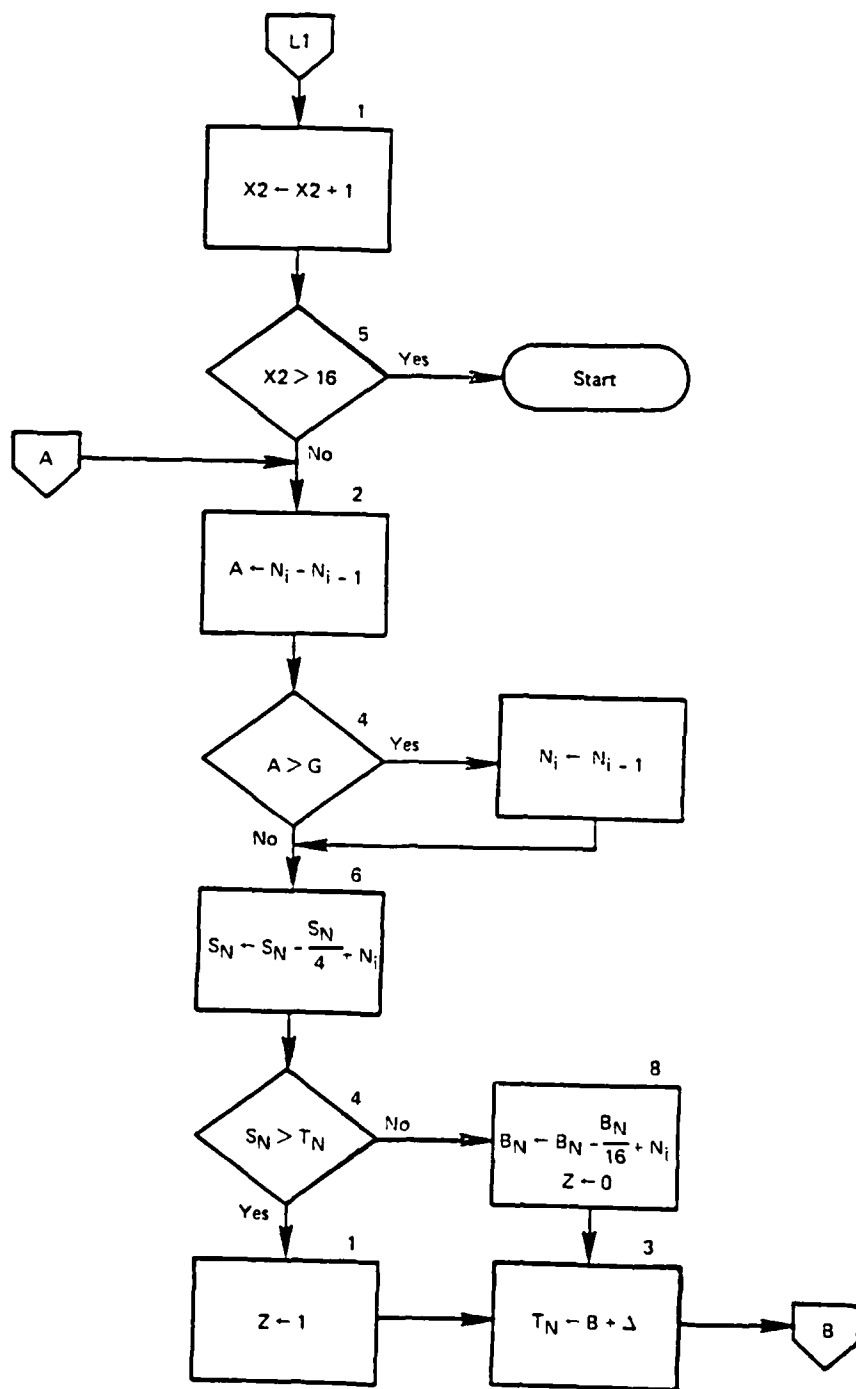 L1
1
X2 ← X2 + 1
5
X2 > 16
Yes
Start
A
No
2
A ← N_i - N_{i-1}
4
A > G
Yes
N_i ← N_{i-1}
No
6
S_N ← S_N - S_N/4 + N_i
4
S_N > T_N
No
8
B_N ← B_N - B_N/16 + N_i
Z ← 0
Yes
1
Z ← 1
3
T_N ← B + Δ
B